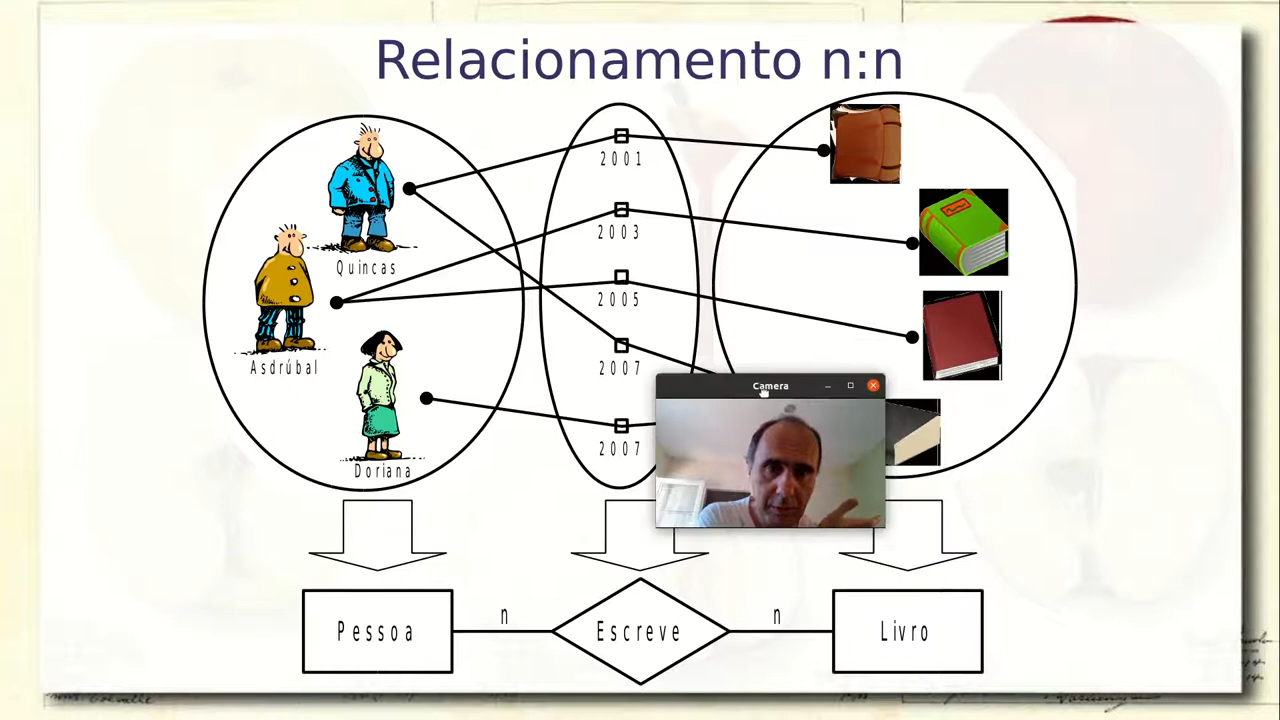 Relacionamento n:n
2001
2003
Quincas
2005
Asdrúbal
2007
Camera
2007
Doriana
n
n
Pessoa
Escreve
Livro